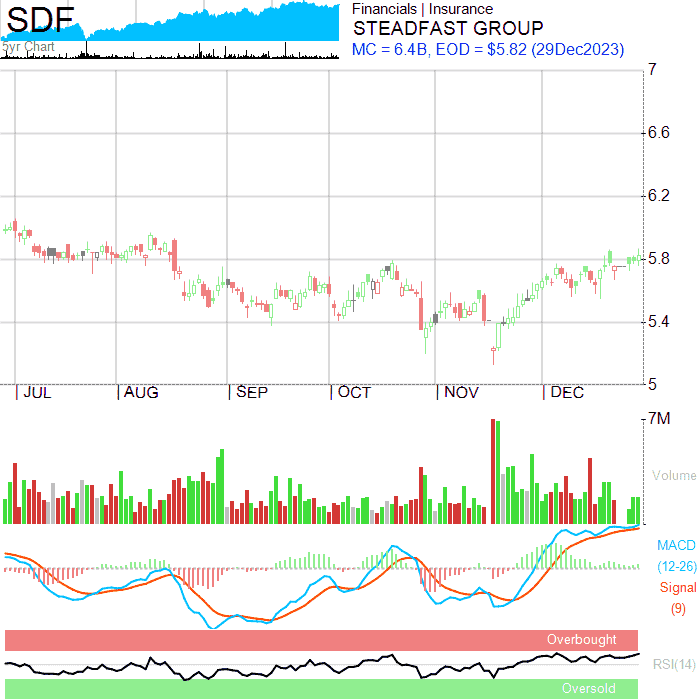 SDF
5yr Chart
Financials | Insurance
STEADFAST GROUP
MC = 6.4B, EOD = $5.82 (29Dec2023)
7
6.6
6.2
5.8
5.4
5
JUL AUG SEP OCT NOV DEC
7M
Volume
MACD
(12-26)
Signal
(9)
Overbought
RSI(14)
Oversold